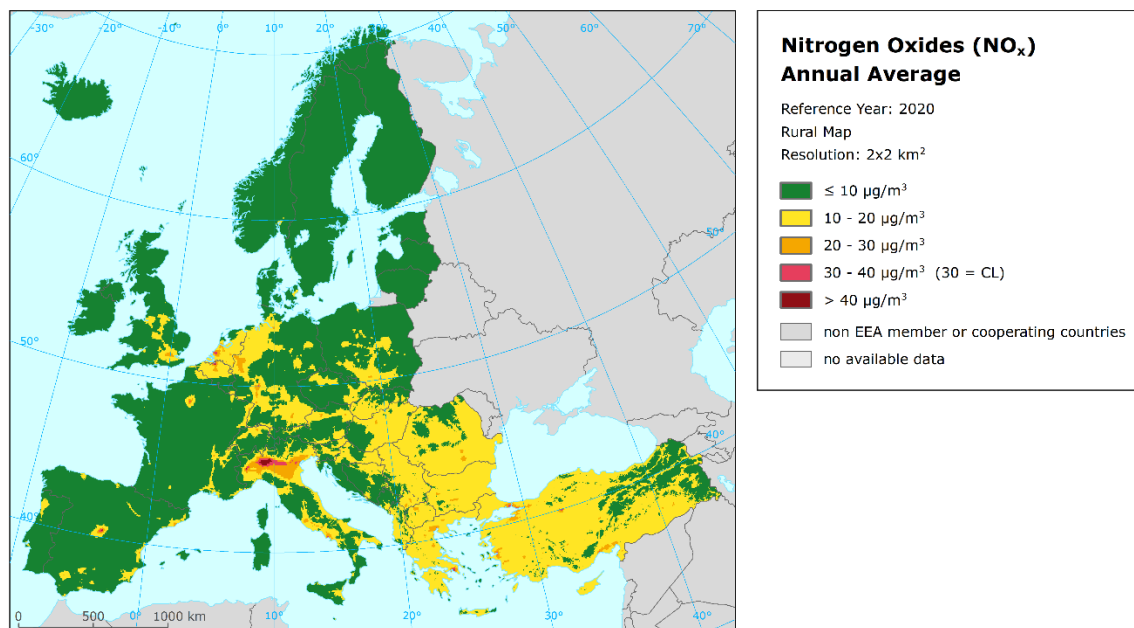 -30° -20° -10° 0° 10° 20° 30° 40° 50° 60° 70°
60°
50°
50°
40°
40°
0 500 1000 km
0° 10° 20° 30° 40°
Nitrogen Oxides (NOₓ)
Annual Average
Reference Year: 2020
Rural Map
Resolution: 2x2 km²
≤ 10 µg/m³
10 - 20 µg/m³
20 - 30 µg/m³
30 - 40 µg/m³ (30 = CL)
> 40 µg/m³
non EEA member or cooperating countries
no available data